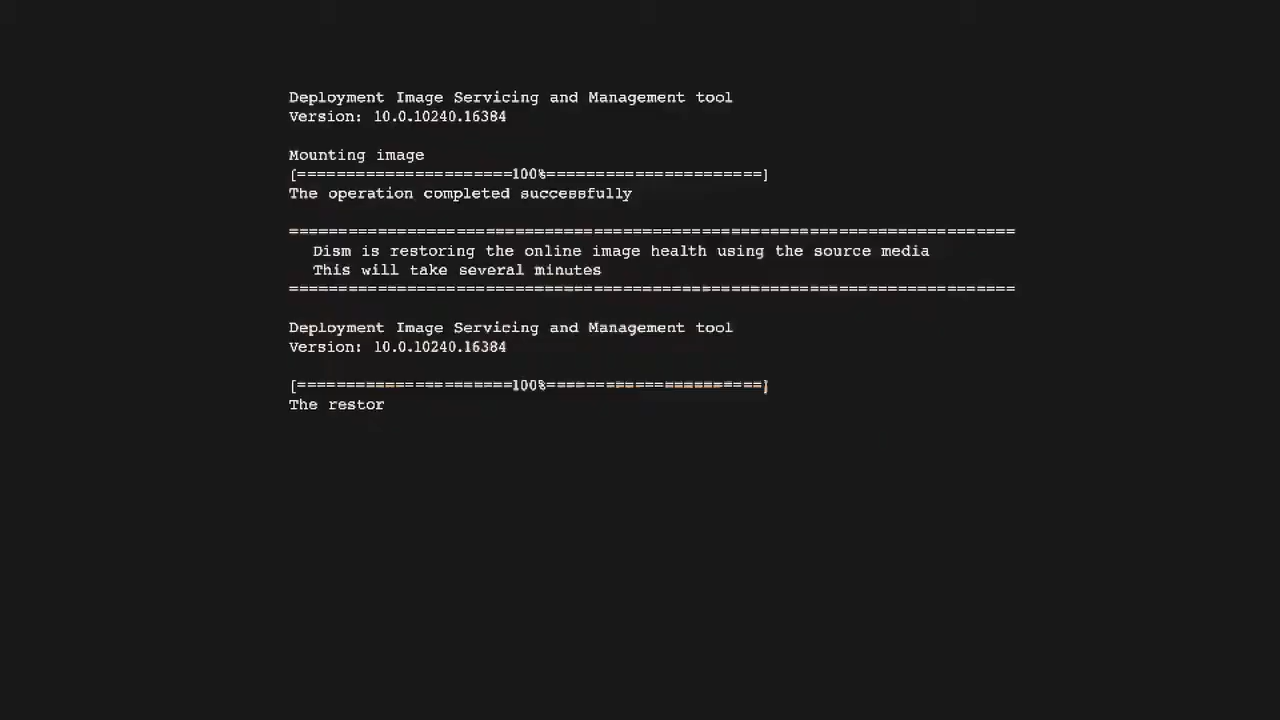 Deployment Image Servicing and Management tool
Version: 10.0.10240.16384
Mounting image
[======================100%======================]
The operation completed successfully
===========================================================================
Dism is restoring the online image health using the source media
This will take several minutes
===========================================================================
Deployment Image Servicing and Management tool
Version: 10.0.10240.16384
[======================100%======================]
The restor